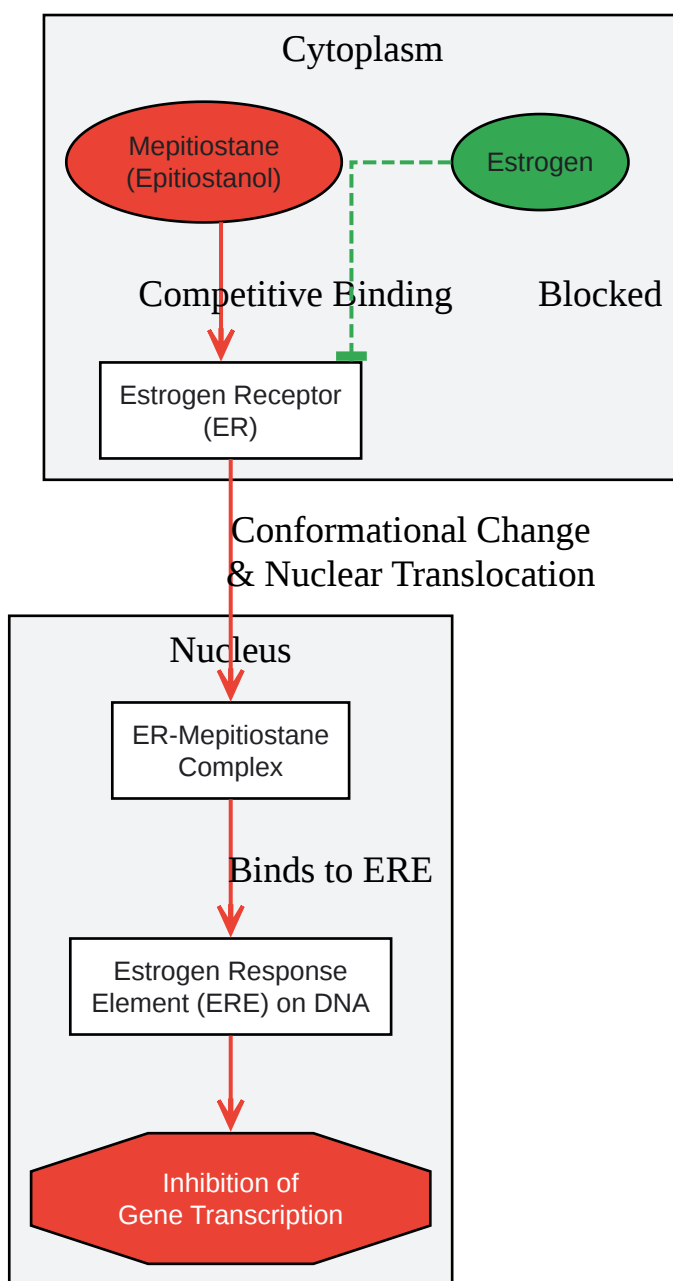 Cytoplasm
Mepitiostane
(Epitiostanol)
Estrogen
Competitive Binding
Blocked
Estrogen Receptor
(ER)
Conformational Change
& Nuclear Translocation
Nucleus
ER-Mepitiostane
Complex
Binds to ERE
Estrogen Response
Element (ERE) on DNA
Inhibition of
Gene Transcription